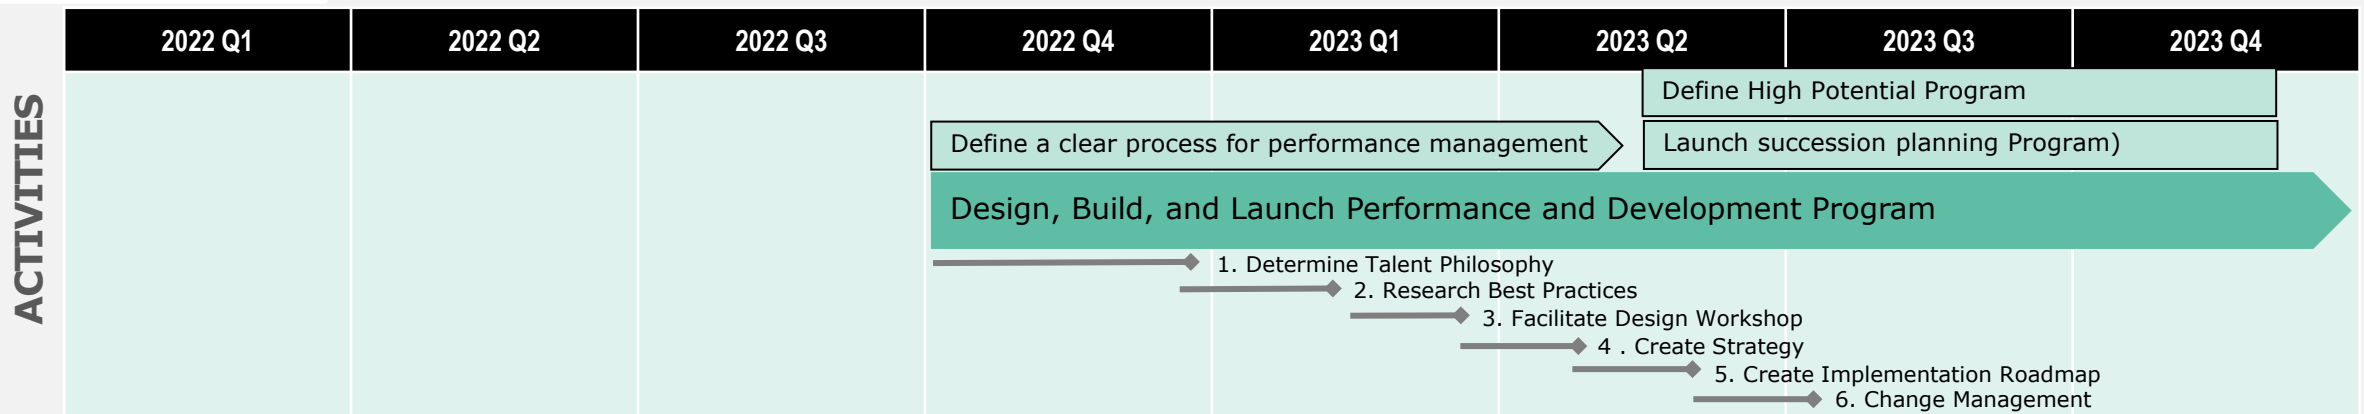 2022 Q1
2022 Q2
2022 Q3
2022 Q4
2023 Q1
2023 Q2
2023 Q3
2023 Q4
ACTIVITIES
Define High Potential Program
Define a clear process for performance management
Launch succession planning Program)
Design, Build, and Launch Performance and Development Program
1. Determine Talent Philosophy
2. Research Best Practices
3. Facilitate Design Workshop
4 . Create Strategy
5. Create Implementation Roadmap
6. Change Management